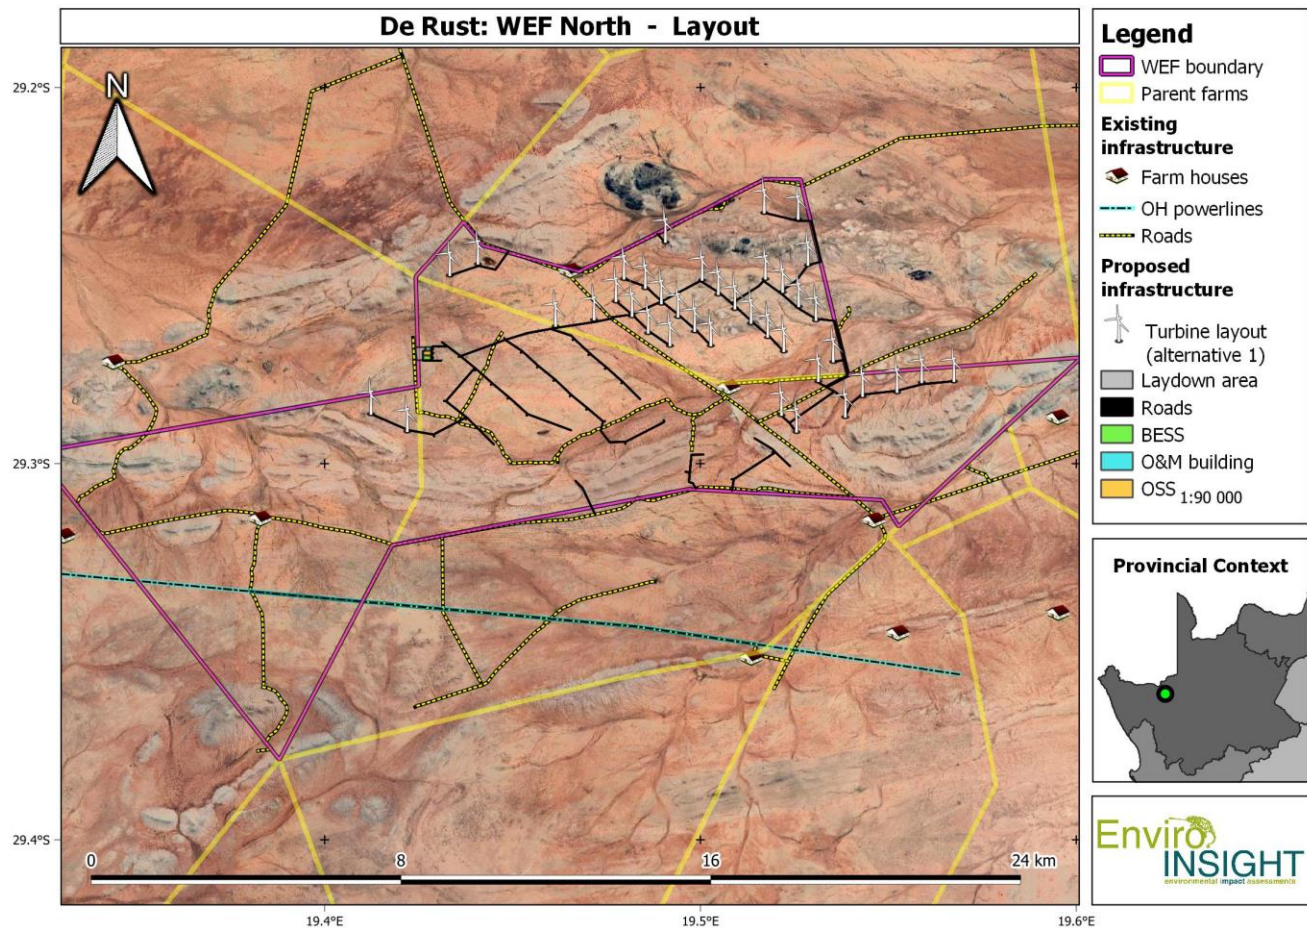 De Rust: WEF North - Layout
N
29.2°S
29.3°S
29.4°S
0
8
16
24 km
19.4°E
19.5°E
19.6°E
Legend
WEF boundary
Parent farms
Existing
infrastructure
Farm houses
OH powerlines
Roads
Proposed
infrastructure
Turbine layout
(alternative 1)
Laydown area
Roads
BESS
O&M building
OSS
1:90 000
Provincial Context
Enviro
INSIGHT
environmental impact assessments